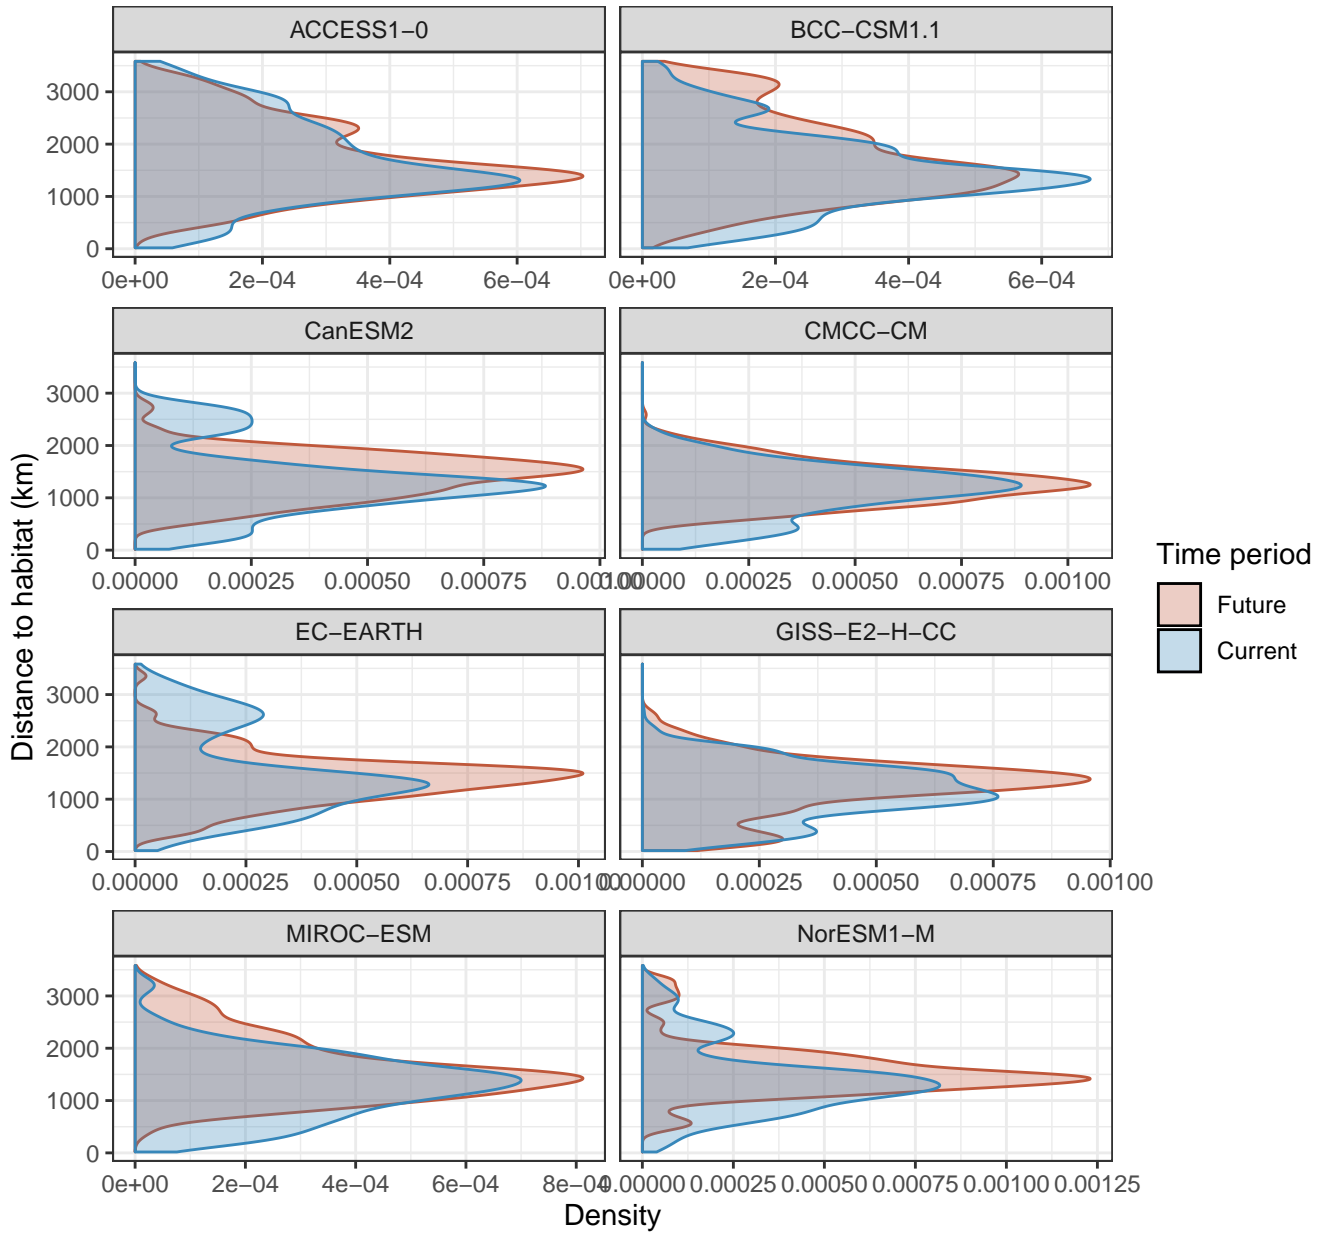 ACCESS1−0
BCC−CSM1.1
3000
2000
1000
0
0e+00 2e−04 4e−04 6e−04
0e+00 2e−04 4e−04 6e−04
CanESM2
CMCC−CM
3000
2000
1000
0
0.00000 0.00025 0.00050 0.00075 0.00100
0.00000 0.00025 0.00050 0.00075 0.00100
EC−EARTH
GISS−E2−H−CC
3000
2000
1000
0
0.00000 0.00025 0.00050 0.00075 0.00100
0.00000 0.00025 0.00050 0.00075 0.00100
MIROC−ESM
NorESM1−M
3000
2000
1000
0
0e+00 2e−04 4e−04 6e−04 8e−04
0.00000 0.00025 0.00050 0.00075 0.00100 0.00125
Density
Distance to habitat (km)
Time period
Future
Current